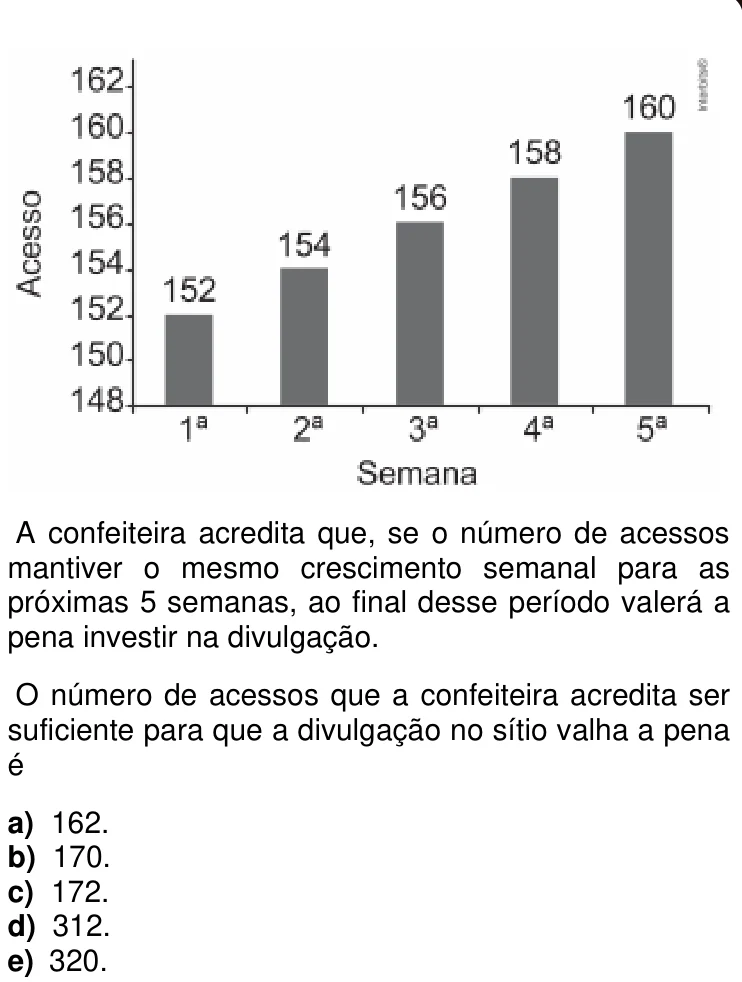 162
160
158
156
154
152
150
148
Acesso
152
154
156
158
160
1ª
2ª
3ª
4ª
5ª
Semana
Interbits®
A confeiteira acredita que, se o número de acessos
mantiver o mesmo crescimento semanal para as
próximas 5 semanas, ao final desse período valerá a
pena investir na divulgação.
O número de acessos que a confeiteira acredita ser
suficiente para que a divulgação no sítio valha a pena
é
a) 162.
b) 170.
c) 172.
d) 312.
e) 320.